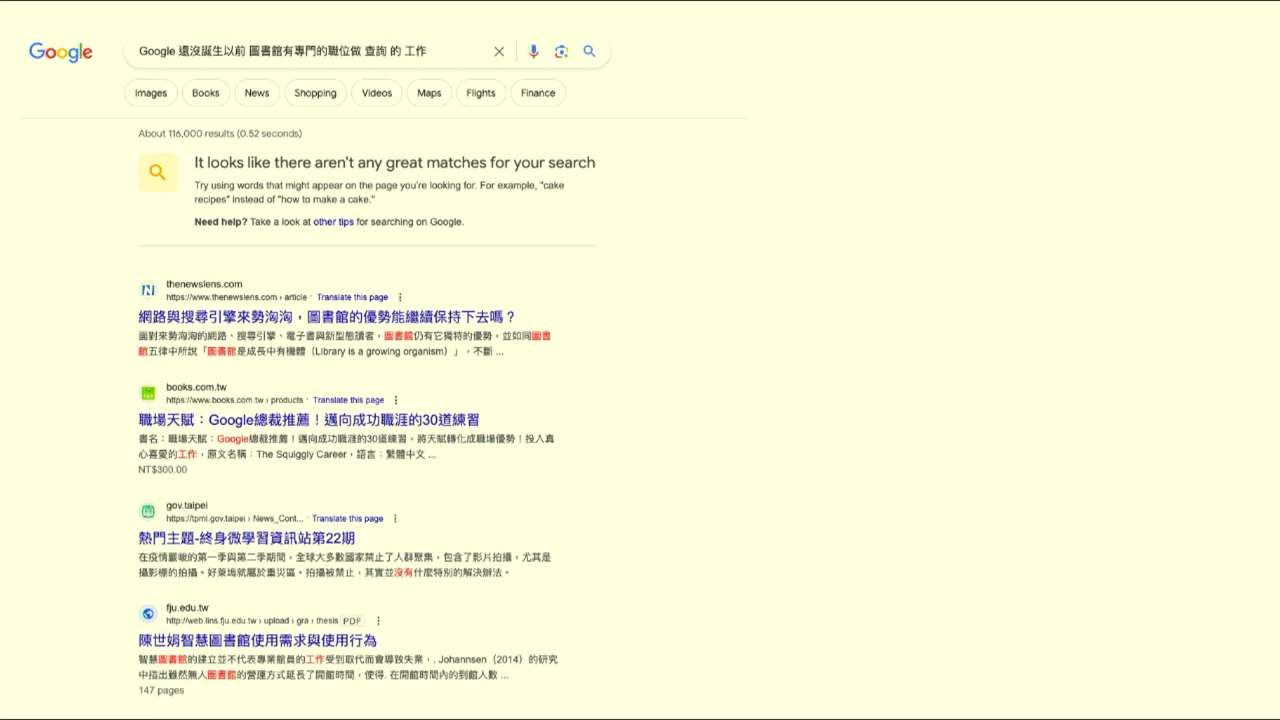 Google
Google 還沒誕生以前 圖書館有專門的職位做 查詢 的 工作
Images
Books
News
Shopping
Videos
Maps
Flights
Finance
About 116,000 results (0.52 seconds)
It looks like there aren't any great matches for your search
Try using words that might appear on the page you're looking for. For example, "cake
recipes" instead of "how to make a cake."
Need help? Take a look at other tips for searching on Google.
thenewslens.com
https://www.thenewslens.com › article · Translate this page
網路與搜尋引擎來勢洶洶，圖書館的優勢能繼續保持下去嗎？
面對來勢洶洶的網路、搜尋引擎、電子書與新型態讀者，圖書館仍有它獨特的優勢，並如同圖書
館五律中所說「圖書館是成長中有機體（Library is a growing organism）」，不斷 ...
books.com.tw
https://www.books.com.tw › products · Translate this page
職場天賦：Google總裁推薦！邁向成功職涯的30道練習
書名：職場天賦：Google總裁推薦！邁向成功職涯的30道練習，將天賦轉化成職場優勢！投入真
心喜愛的工作，原文名稱：The Squiggly Career，語言：繁體中文 ...
NT$300.00
gov.taipei
https://tpml.gov.taipei › News_Cont... · Translate this page
熱門主題-終身微學習資訊站第22期
在疫情嚴峻的第一季與第二季期間，全球大多數國家禁止了人群聚集，包含了影片拍攝，尤其是
攝影棚的拍攝。好萊塢就屬於重災區。拍攝被禁止，其實並沒有什麼特別的解決辦法。
fju.edu.tw
http://web.lins.fju.edu.tw › upload › gra › thesis PDF
陳世娟智慧圖書館使用需求與使用行為
智慧圖書館的建立並不代表專業館員的工作受到取代而會導致失業，. Johannsen（2014）的研究
中指出雖然無人圖書館的營運方式延長了開館時間，使得. 在開館時間內的到館人數 ...
147 pages